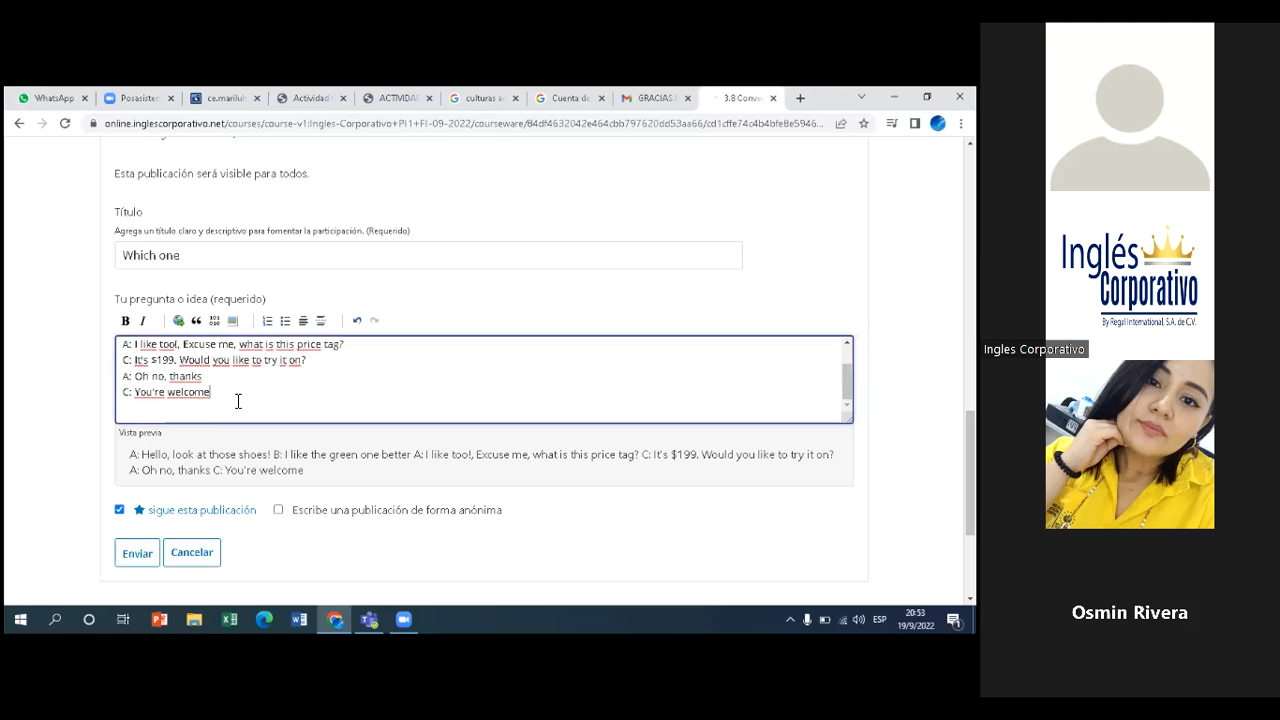 WhatsApp
Posasisten
ce.mariluis
Actividad
ACTIVIDAD
culturas ar
Cuenta de
GRACIAS
3.8 Conver
online.inglescorporativo.net/courses/course-v1:Ingles-Corporativo+PI1+FI-09-2022/courseware/84df4632042e464cbb797620dd53aa66/cd1cffe74c4b4bfe8e5946...
Esta publicación será visible para todos.
Título
Agrega un título claro y descriptivo para fomentar la participación. (Requerido)
Which one
Tu pregunta o idea (requerido)
B I
A: I like too!, Excuse me, what is this price tag?
C: It's $199. Would you like to try it on?
A: Oh no, thanks
C: You're welcome
Vista previa
A: Hello, look at those shoes! B: I like the green one better A: I like too!, Excuse me, what is this price tag? C: It's $199. Would you like to try it on?
A: Oh no, thanks C: You're welcome
sigue esta publicación Escribe una publicación de forma anónima
Enviar Cancelar
ESP
20:53
19/9/2022
Inglés
Corporativo
By Regal International, S.A. de C.V.
Ingles Corporativo
Osmin Rivera